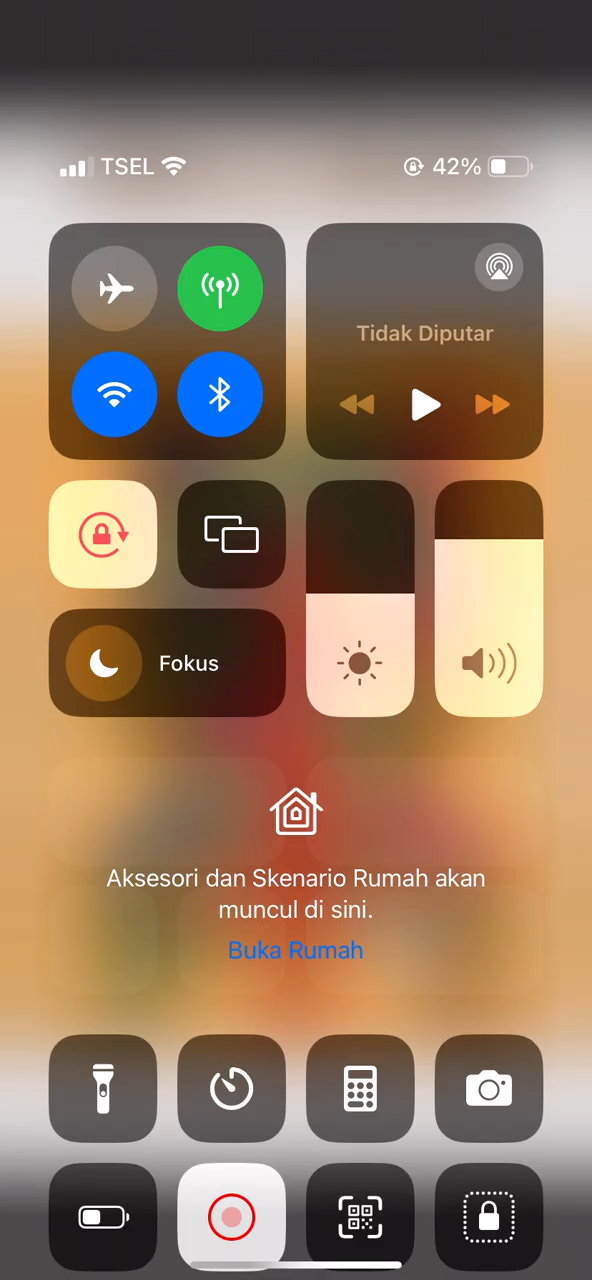 TSEL 42%
Tidak Diputar
Fokus
Aksesori dan Skenario Rumah akan
muncul di sini.
Buka Rumah